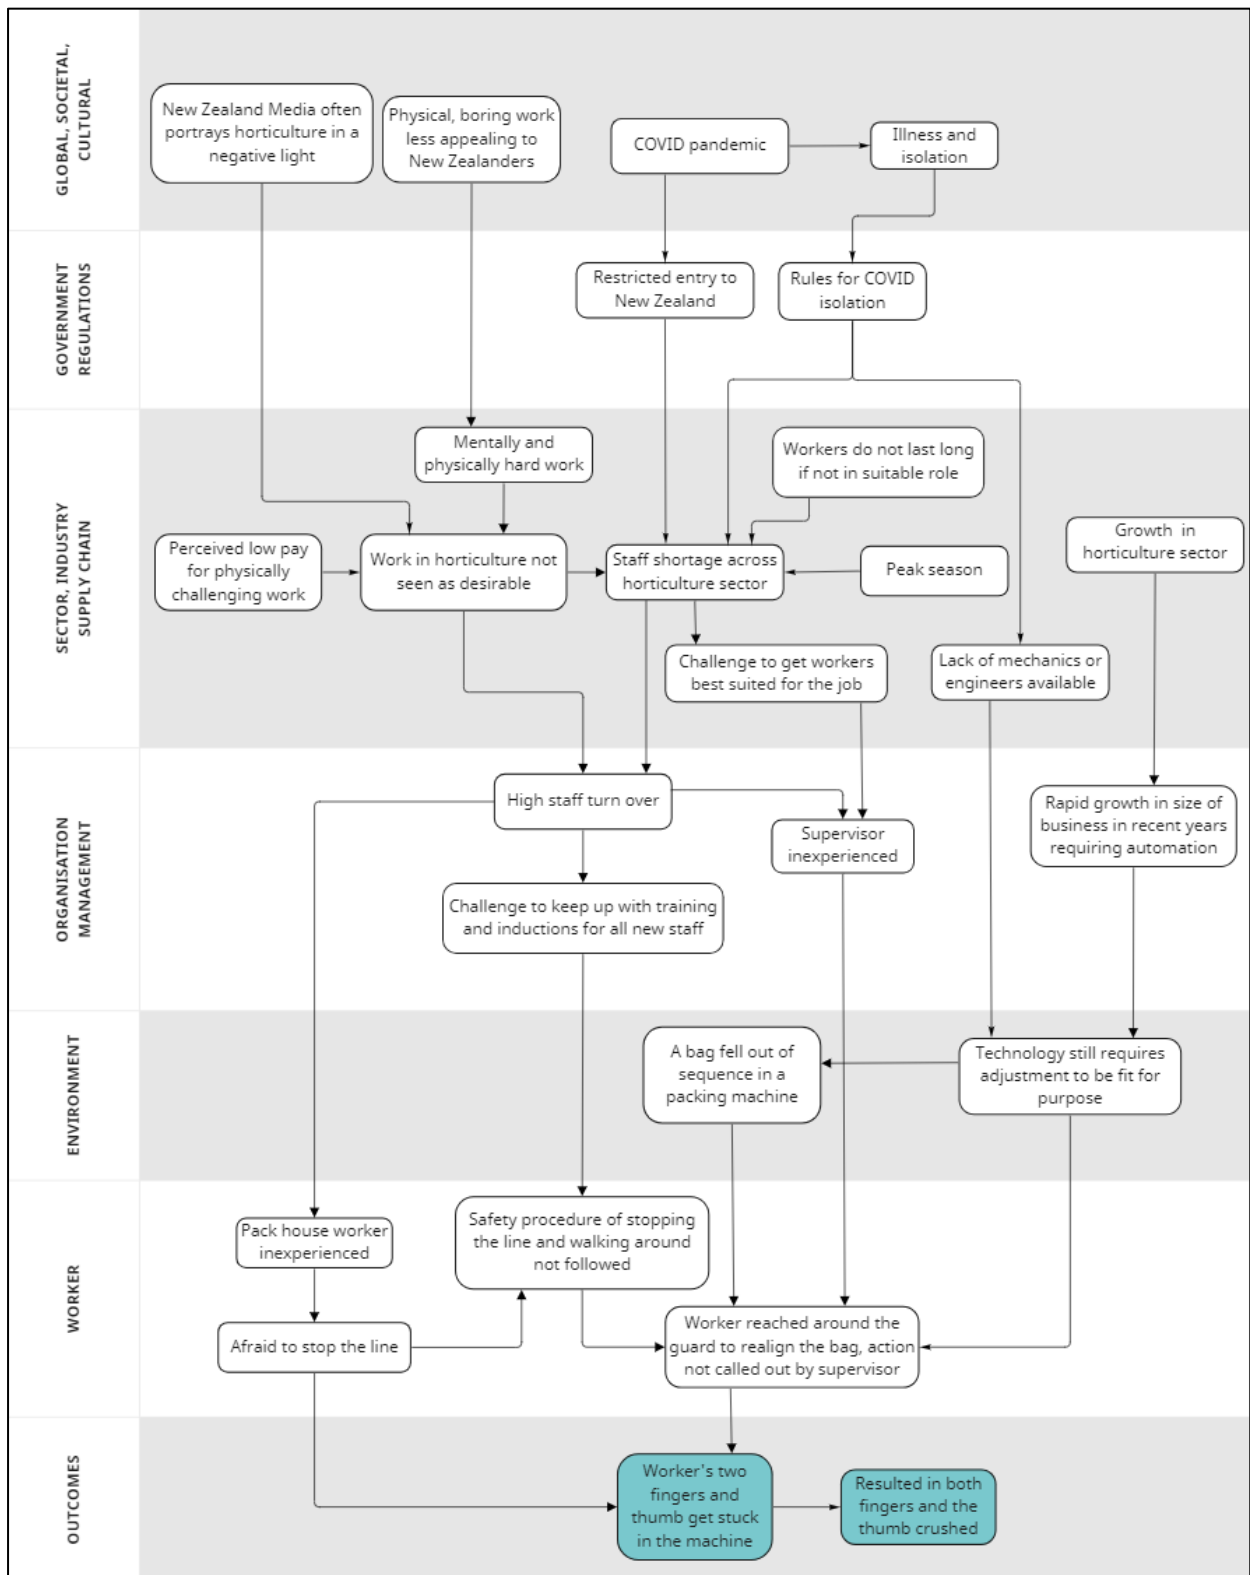 GLOBAL, SOCIETAL,
CULTURAL
New Zealand Media often
portrays horticulture in a
negative light
Physical, boring work
less appealing to
New Zealanders
COVID pandemic
Illness and
isolation
GOVERNMENT
REGULATIONS
Restricted entry to
New Zealand
Rules for COVID
isolation
SECTOR, INDUSTRY
SUPPLY CHAIN
Mentally and
physically hard work
Workers do not last long
if not in suitable role
Perceived low pay
for physically
challenging work
Work in horticulture not
seen as desirable
Staff shortage across
horticulture sector
Peak season
Growth in
horticulture sector
Challenge to get workers
best suited for the job
Lack of mechanics or
engineers available
ORGANISATION
MANAGEMENT
High staff turn over
Supervisor
inexperienced
Rapid growth in size of
business in recent years
requiring automation
Challenge to keep up with training
and inductions for all new staff
ENVIRONMENT
A bag fell out of
sequence in a
packing machine
Technology still requires
adjustment to be fit for
purpose
WORKER
Pack house worker
inexperienced
Safety procedure of stopping
the line and walking around
not followed
Afraid to stop the line
Worker reached around the
guard to realign the bag, action
not called out by supervisor
OUTCOMES
Worker's two
fingers and
thumb get stuck
in the machine
Resulted in both
fingers and the
thumb crushed